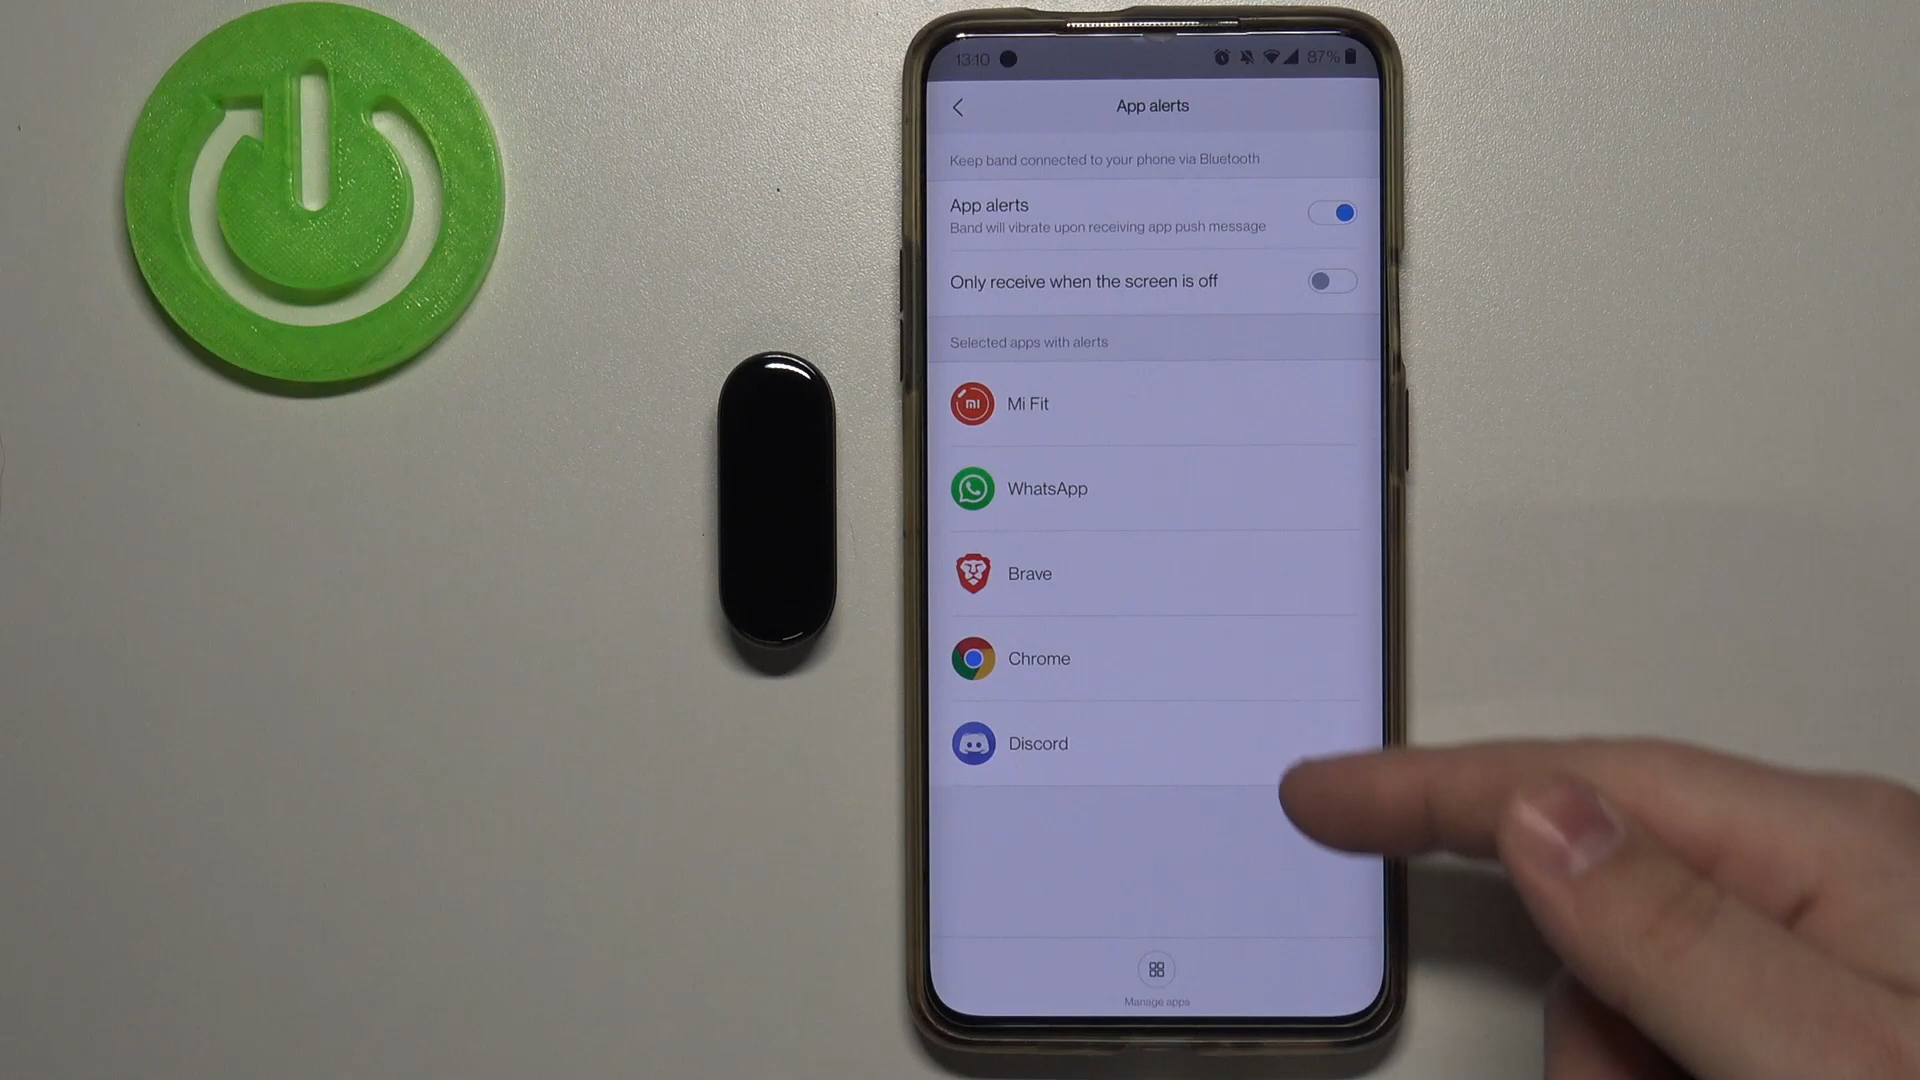 13:10
87%
App alerts
Keep band connected to your phone via Bluetooth
App alerts
Band will vibrate upon receiving app push message
Only receive when the screen is off
Selected apps with alerts
mi
Mi Fit
WhatsApp
Brave
Chrome
Discord
Manage apps